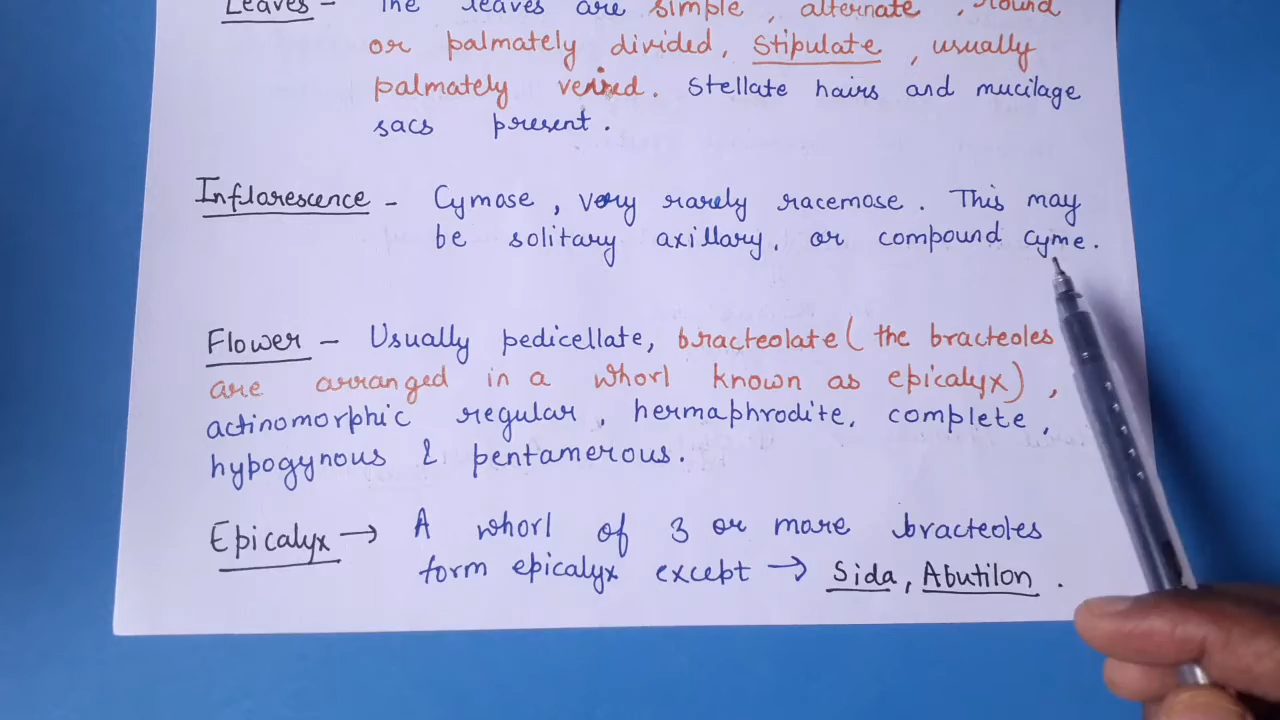 Leaves - The leaves are simple, alternate, round
or palmately divided, stipulate, usually
palmately veined. Stellate hairs and mucilage
sacs present.
Inflorescence - Cymose, very rarely racemose. This may
be solitary axillary, or compound cyme.
Flower - Usually pedicellate, bracteolate (the bracteoles
are arranged in a whorl known as epicalyx),
actinomorphic regular, hermaphrodite, complete,
hypogynous & pentamerous.
Epicalyx → A whorl of 3 or more bracteoles
form epicalyx except → Sida, Abutilon.